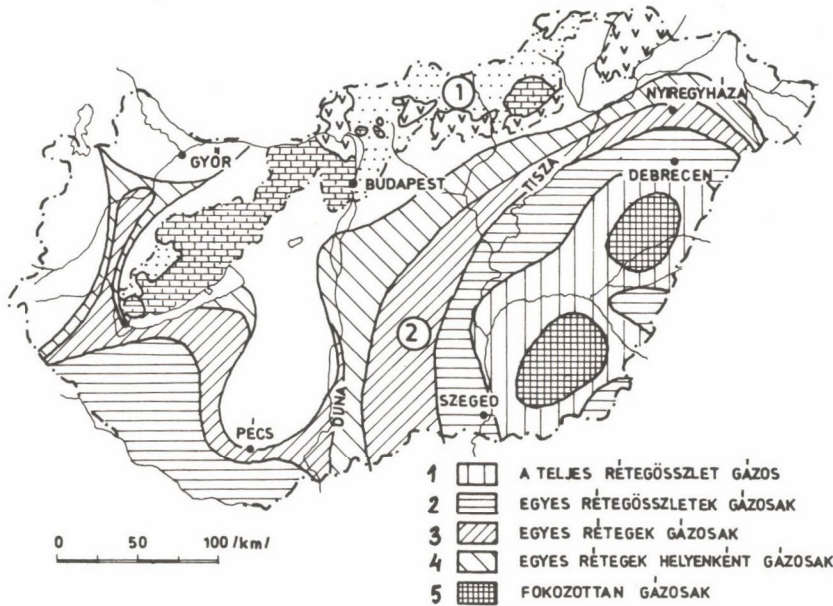 1
NYIREGYHÁZA
GYŐR
BUDAPEST
TISZA
DEBRECEN
2
SZEGED
DUNA
PÉCS
1 A TELJES RÉTEGÖSSZLET GÁZOS
2 EGYES RÉTEGÖSSZLETEK GÁZOSAK
3 EGYES RÉTEGEK GÁZOSAK
4 EGYES RÉTEGEK HELYENKÉNT GÁZOSAK
5 FOKOZOTTAN GÁZOSAK
0 50 100 /km/